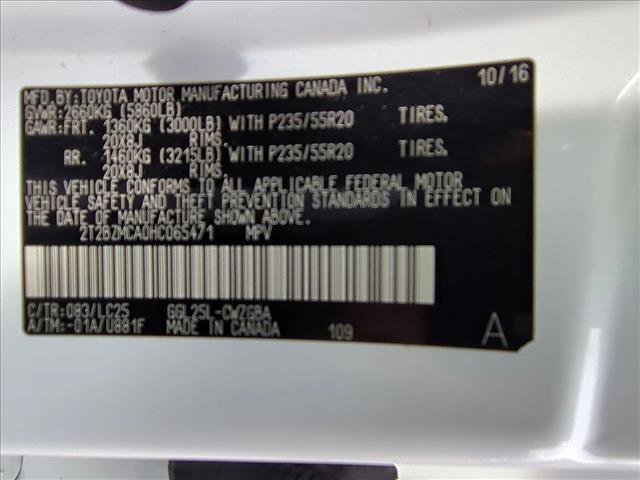 MFD.BY:TOYOTA MOTOR MANUFACTURING CANADA INC. 10/16
GVWR:2660KG (5860LB)
GAWR:FRT. 1360KG (3000LB) WITH P235/55R20 TIRES.
20X8J RIMS.
RR. 1460KG (3215LB) WITH P235/55R20 TIRES.
20X8J RIMS.
THIS VEHICLE CONFORMS TO ALL APPLICABLE FEDERAL MOTOR
VEHICLE SAFETY AND THEFT PREVENTION STANDARDS IN EFFECT ON
THE DATE OF MANUFACTURE SHOWN ABOVE.
2T2BZMCA0HC065471 MPV
C/TR:083/LC25 GGL25L-CWZGBA
A/TM:-01A/U881F MADE IN CANADA 109 A